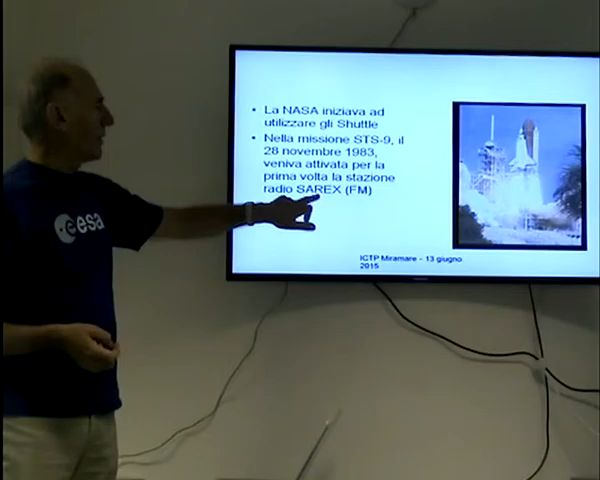 esa
• La NASA iniziava ad
utilizzare gli Shuttle
• Nella missione STS-9, il
28 novembre 1983,
veniva attivata per la
prima volta la stazione
radio SAREX (FM)
ICTP Miramare - 13 giugno
2015